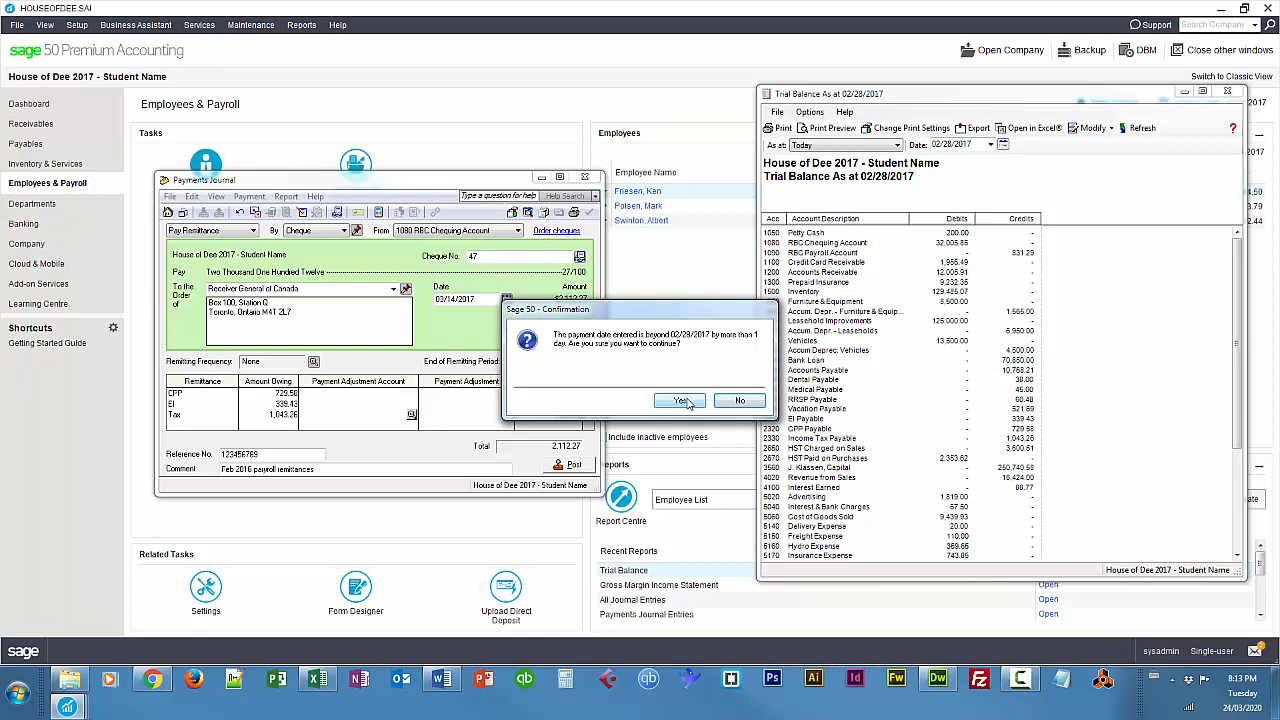 HOUSEOFDEE.SAI
File View Setup Business Assistant Services Maintenance Reports Help
Support Search Company
sage 50 Premium Accounting
Open Company Backup DBM Close other windows
House of Dee 2017 - Student Name
Switch to Classic View
Dashboard
Receivables
Payables
Inventory & Services
Employees & Payroll
Departments
Banking
Company
Cloud & Mobile
Add-on Services
Learning Centre
Shortcuts
Getting Started Guide
Employees & Payroll
Tasks
Employees
Employee Name
Friesen, Ken
Polsen, Mark
Swinton, Albert
Include inactive employees
Reports
Report Centre
Employee List
Recent Reports
Trial Balance
Gross Margin Income Statement
Open
All Journal Entries
Open
Payments Journal Entries
Open
Related Tasks
Settings
Form Designer
Upload Direct
Deposit
Payments Journal
File Edit View Payment Report Help
Type a question for help Help Search
Pay Remittance By Cheque From 1080 RBC Chequing Account Order cheques
House of Dee 2017 - Student Name
Cheque No. 47
Pay Two Thousand One Hundred Twelve 27/100
To the
Order
of
Receiver General of Canada
Box 100, Station Q
Toronto, Ontario M4T 2L7
Date Amount
03/14/2017
Remitting Frequency: None End of Remitting Period:
Remittance Amount Owing Payment Adjustment Account Payment Adjustment
CPP 729.58
EI 339.43
Tax 1,043.26
Total 2,112.27
Reference No. 123456789
Comment Feb 2016 payroll remittances
Post
House of Dee 2017 - Student Name
Sage 50 - Confirmation
The payment date entered is beyond 02/28/2017 by more than 1
day. Are you sure you want to continue?
Yes No
Trial Balance As at 02/28/2017
File Options Help
Print Print Preview Change Print Settings Export Open in Excel® Modify Refresh ?
As at: Today Date: 02/28/2017
House of Dee 2017 - Student Name
Trial Balance As at 02/28/2017
Acc Account Description Debits Credits
1050 Petty Cash 200.00 -
1080 RBC Chequing Account 32,005.85 -
1090 RBC Payroll Account - 831.29
1100 Credit Card Receivable 1,956.49 -
1200 Accounts Receivable 12,005.91 -
1300 Prepaid Insurance 9,232.35 -
1500 Inventory 129,485.07 -
Furniture & Equipment 8,500.00 -
Accum. Depr. - Furniture & Equip... - 1,565.00
Leasehold Improvements 125,000.00 -
Accum. Depr. - Leaseholds - 6,950.00
Vehicles 13,500.00 -
Accum Deprec: Vehicles - 4,500.00
Bank Loan - 70,850.00
Accounts Payable - 10,768.21
Dental Payable - 38.00
Medical Payable - 45.00
RRSP Payable - 60.48
Vacation Payable - 521.69
EI Payable - 339.43
2320 CPP Payable - 729.58
2330 Income Tax Payable - 1,043.26
2650 HST Charged on Sales - 3,600.51
2670 HST Paid on Purchases 2,353.62 -
3560 J. Klassen, Capital - 250,740.58
4020 Revenue from Sales - 18,424.00
4100 Interest Earned - 88.77
5020 Advertising 1,819.00 -
5040 Interest & Bank Charges 67.50 -
5060 Cost of Goods Sold 9,439.93 -
5140 Delivery Expense 20.00 -
5150 Freight Expense 110.00 -
5160 Hydro Expense 359.65 -
5170 Insurance Expense 743.85 -
House of Dee 2017 - Student Name
sage
sysadmin Single-user
8:13 PM
Tuesday
24/03/2020